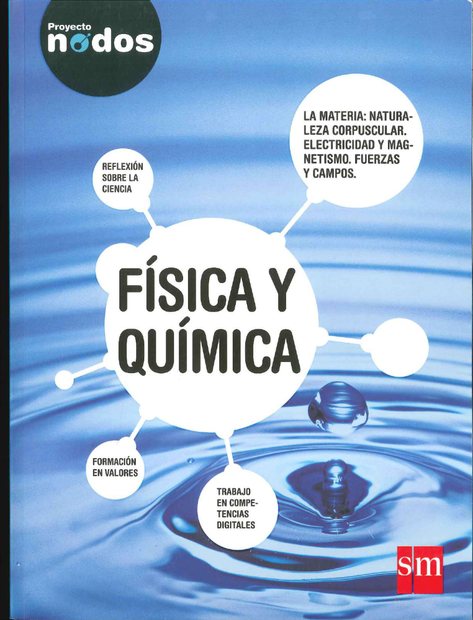 Proyecto
nodos
LA MATERIA: NATURA-
LEZA CORPUSCULAR.
ELECTRICIDAD Y MAG-
NETISMO. FUERZAS
Y CAMPOS.
REFLEXIÓN
SOBRE LA
CIENCIA
FÍSICA Y
QUÍMICA
FORMACIÓN
EN VALORES
TRABAJO
EN COMPE-
TENCIAS
DIGITALES
sm